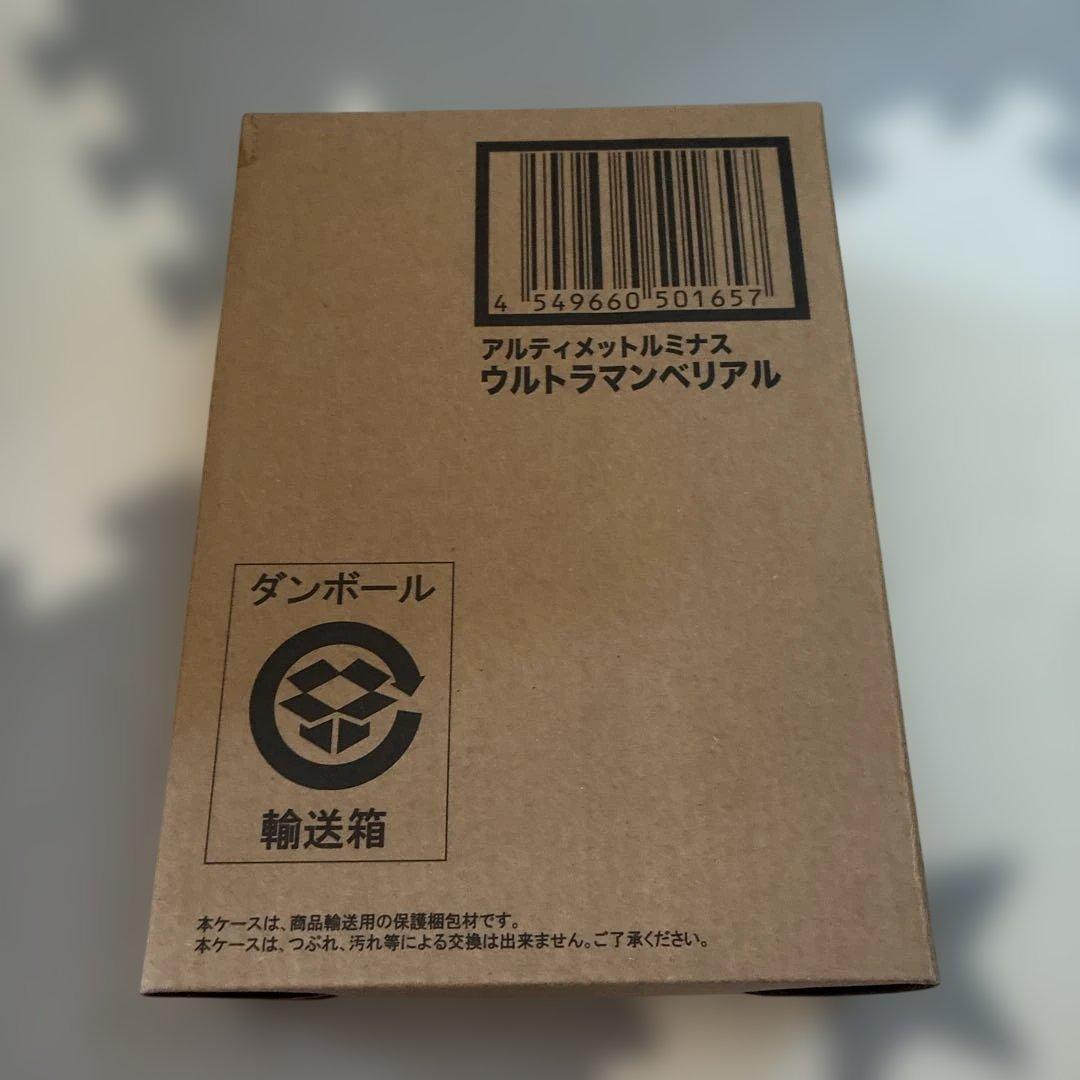 4 549660 501657
アルティメットルミナス
ウルトラマンベリアル
ダンボール
輸送箱
本ケースは、商品輸送用の保護梱包材です。
本ケースは、つぶれ、汚れ等による交換は出来ません。ご了承ください。